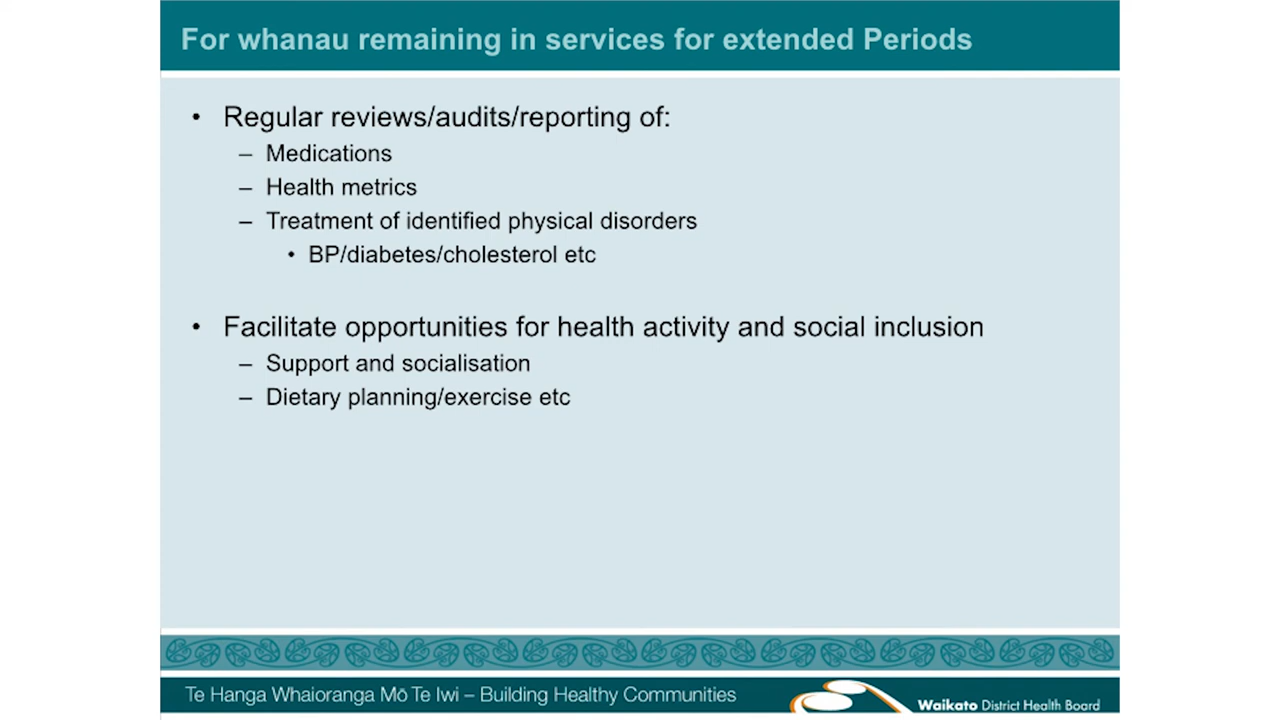 For whanau remaining in services for extended Periods
• Regular reviews/audits/reporting of:
– Medications
– Health metrics
– Treatment of identified physical disorders
• BP/diabetes/cholesterol etc
• Facilitate opportunities for health activity and social inclusion
– Support and socialisation
– Dietary planning/exercise etc
Te Hanga Whaioranga Mō Te Iwi – Building Healthy Communities
Waikato District Health Board